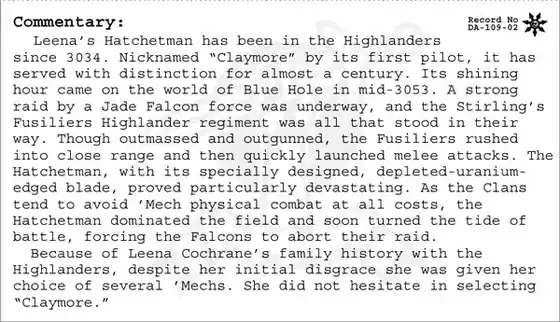 Commentary:
Record No
DA-109-02
Leena’s Hatchetman has been in the Highlanders
since 3034. Nicknamed “Claymore” by its first pilot, it has
served with distinction for almost a century. Its shining
hour came on the world of Blue Hole in mid-3053. A strong
raid by a Jade Falcon force was underway, and the Stirling’s
Fusiliers Highlander regiment was all that stood in their
way. Though outmassed and outgunned, the Fusiliers rushed
into close range and then quickly launched melee attacks. The
Hatchetman, with its specially designed, depleted-uranium-
edged blade, proved particularly devastating. As the Clans
tend to avoid ’Mech physical combat at all costs, the
Hatchetman dominated the field and soon turned the tide of
battle, forcing the Falcons to abort their raid.
Because of Leena Cochrane’s family history with the
Highlanders, despite her initial disgrace she was given her
choice of several ’Mechs. She did not hesitate in selecting
“Claymore.”